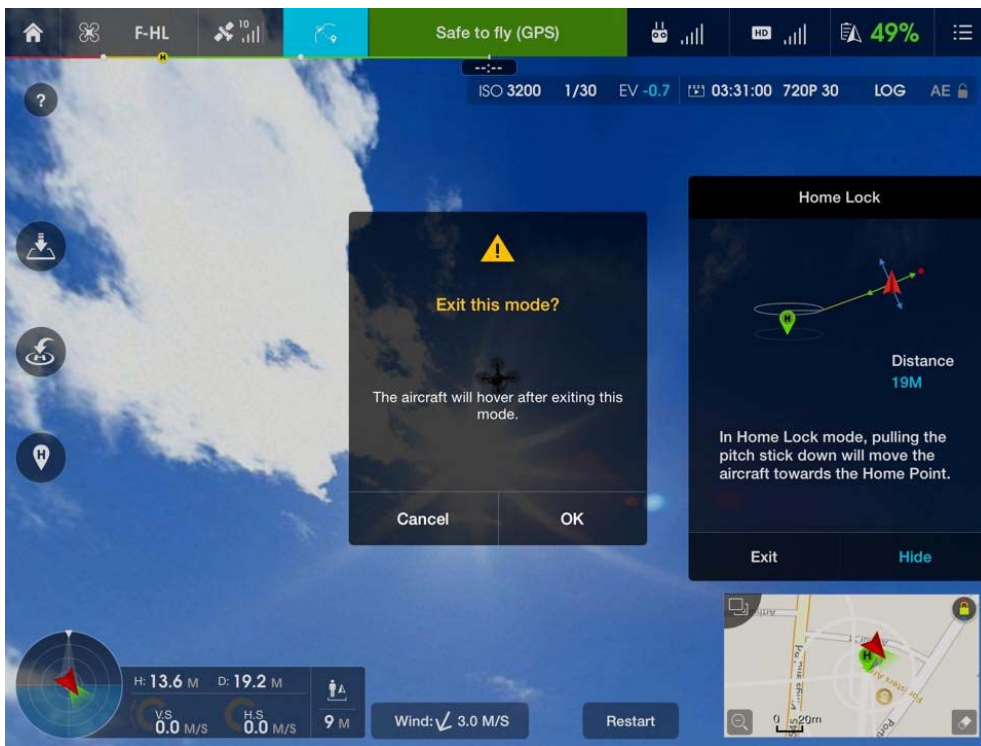 F-HL
10
Safe to fly (GPS)
HD
49%
H
--:--
?
ISO 3200 1/30 EV -0.7 03:31:00 720P 30 LOG AE
Home Lock
H
Distance
19M
In Home Lock mode, pulling the
pitch stick down will move the
aircraft towards the Home Point.
Exit Hide
Exit this mode?
The aircraft will hover after exiting this
mode.
Cancel OK
H
H
H: 13.6 M D: 19.2 M
V.S
0.0 M/S
H.S
0.0 M/S
9 M
Wind: 3.0 M/S
Restart
H
0 20m